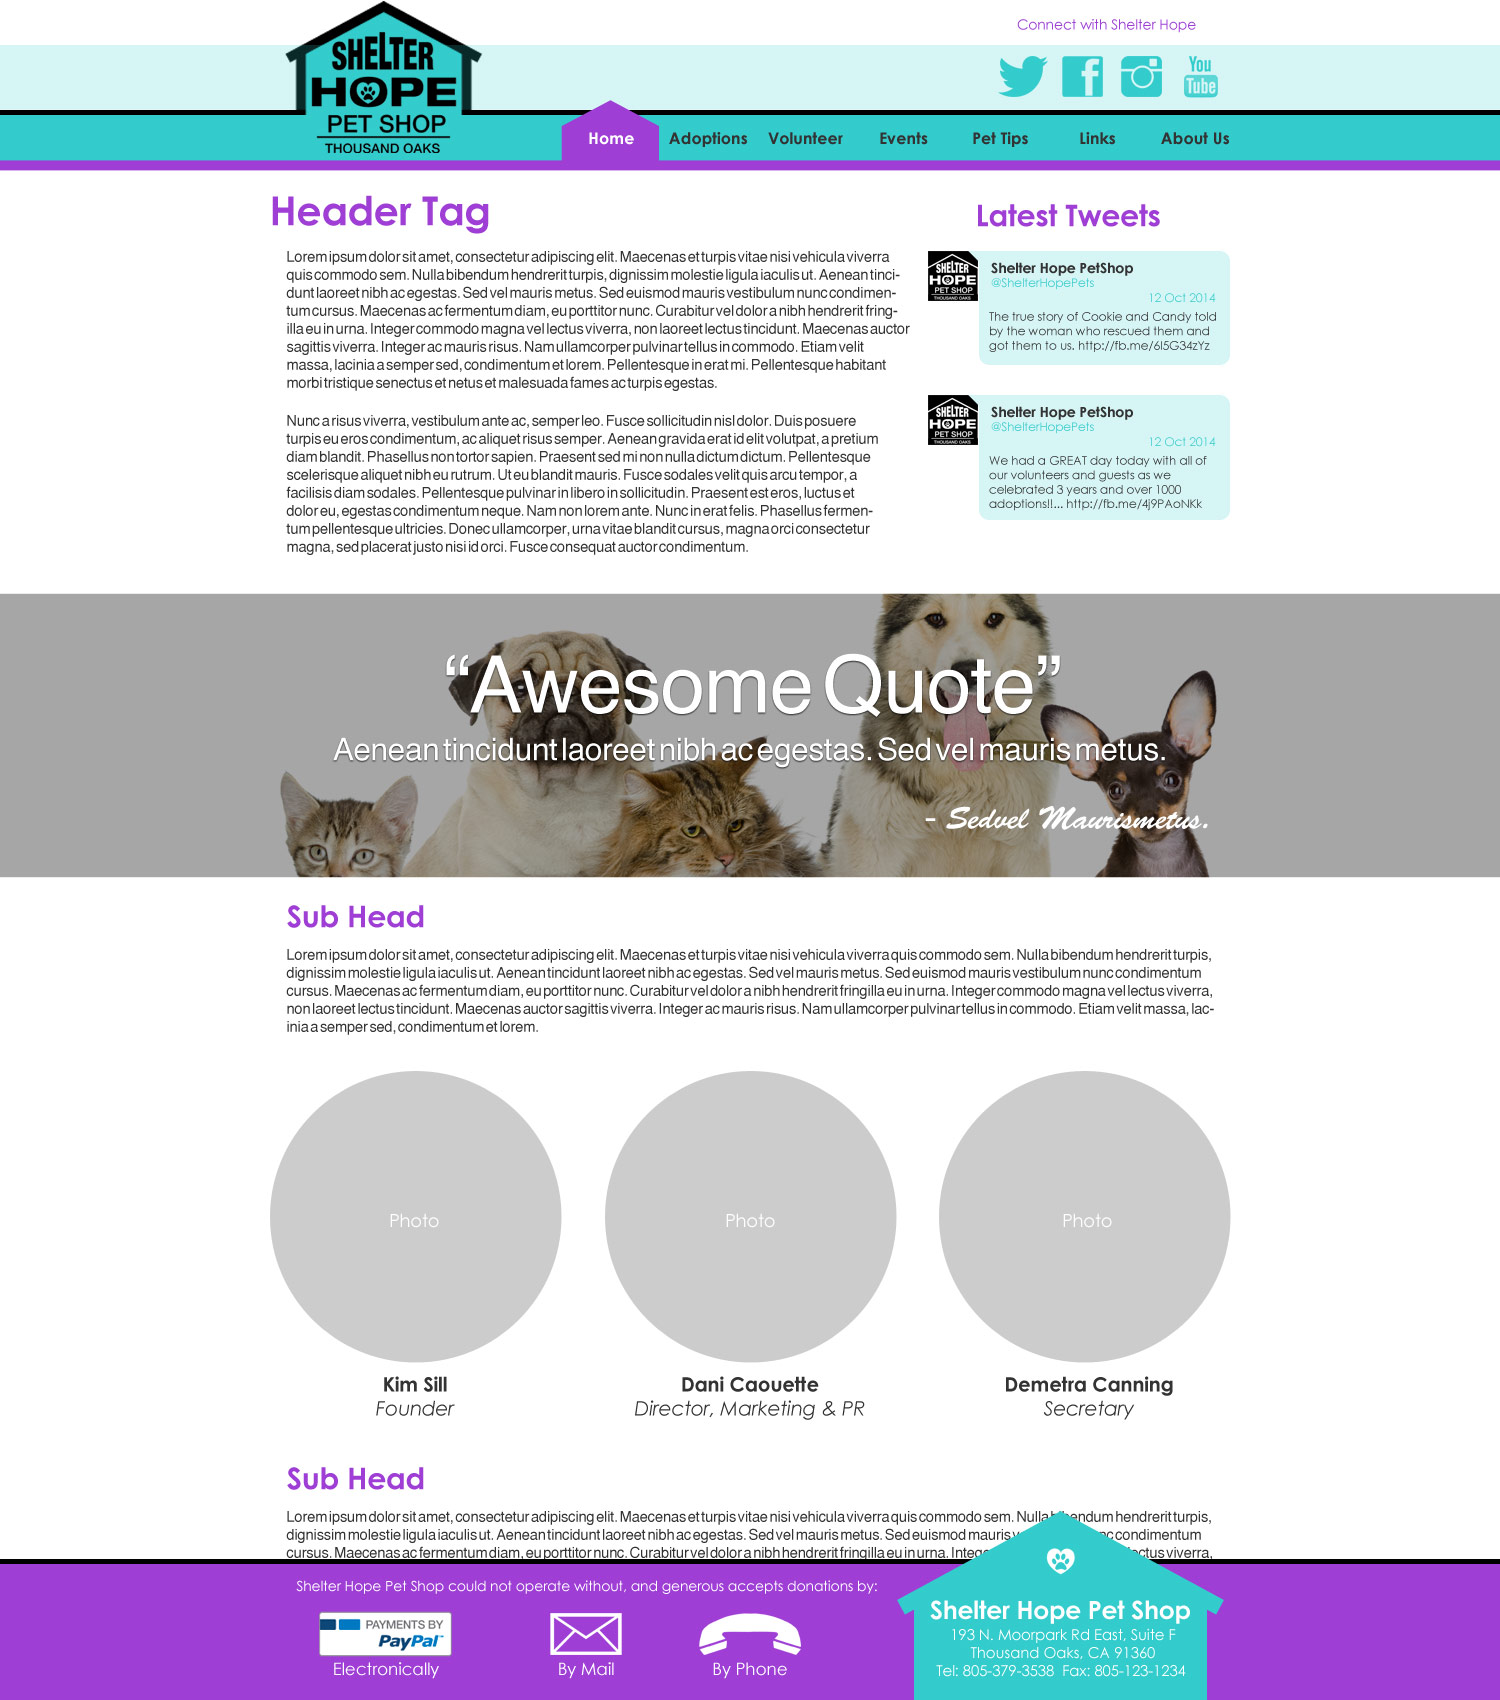 SHELTER
HOPE
PET SHOP
THOUSAND OAKS
Connect with Shelter Hope
You
Tube
Home Adoptions Volunteer Events Pet Tips Links About Us
Header Tag
Lorem ipsum dolor sit amet, consectetur adipiscing elit. Maecenas et turpis vitae nisi vehicula viverra
quis commodo sem. Nulla bibendum hendrerit turpis, dignissim molestie ligula iaculis ut. Aenean tinci-
dunt laoreet nibh ac egestas. Sed vel mauris metus. Sed euismod mauris vestibulum nunc condimen-
tum cursus. Maecenas ac fermentum diam, eu porttitor nunc. Curabitur vel dolor a nibh hendrerit fring-
illa eu in urna. Integer commodo magna vel lectus viverra, non laoreet lectus tincidunt. Maecenas auctor
sagittis viverra. Integer ac mauris risus. Nam ullamcorper pulvinar tellus in commodo. Etiam velit
massa, lacinia a semper sed, condimentum et lorem. Pellentesque in erat mi. Pellentesque habitant
morbi tristique senectus et netus et malesuada fames ac turpis egestas.
Nunc a risus viverra, vestibulum ante ac, semper leo. Fusce sollicitudin nisl dolor. Duis posuere
turpis eu eros condimentum, ac aliquet risus semper. Aenean gravida erat id elit volutpat, a pretium
diam blandit. Phasellus non tortor sapien. Praesent sed mi non nulla dictum dictum. Pellentesque
scelerisque aliquet nibh eu rutrum. Ut eu blandit mauris. Fusce sodales velit quis arcu tempor, a
facilisis diam sodales. Pellentesque pulvinar in libero in sollicitudin. Praesent est eros, luctus et
dolor eu, egestas condimentum neque. Nam non lorem ante. Nunc in erat felis. Phasellus fermen-
tum pellentesque ultricies. Donec ullamcorper, urna vitae blandit cursus, magna orci consectetur
magna, sed placerat justo nisi id orci. Fusce consequat auctor condimentum.
Latest Tweets
SHELTER
HOPE
PET SHOP
THOUSAND OAKS
Shelter Hope PetShop
@ShelterHopePets
12 Oct 2014
The true story of Cookie and Candy told
by the woman who rescued them and
got them to us. http://fb.me/6I5G34zYz
SHELTER
HOPE
PET SHOP
THOUSAND OAKS
Shelter Hope PetShop
@ShelterHopePets
12 Oct 2014
We had a GREAT day today with all of
our volunteers and guests as we
celebrated 3 years and over 1000
adoptions!!... http://fb.me/4j9PAoNKk
“Awesome Quote”
Aenean tincidunt laoreet nibh ac egestas. Sed vel mauris metus.
- Sedvel Maurismetus.
Sub Head
Lorem ipsum dolor sit amet, consectetur adipiscing elit. Maecenas et turpis vitae nisi vehicula viverra quis commodo sem. Nulla bibendum hendrerit turpis,
dignissim molestie ligula iaculis ut. Aenean tincidunt laoreet nibh ac egestas. Sed vel mauris metus. Sed euismod mauris vestibulum nunc condimentum
cursus. Maecenas ac fermentum diam, eu porttitor nunc. Curabitur vel dolor a nibh hendrerit fringilla eu in urna. Integer commodo magna vel lectus viverra,
non laoreet lectus tincidunt. Maecenas auctor sagittis viverra. Integer ac mauris risus. Nam ullamcorper pulvinar tellus in commodo. Etiam velit massa, lac-
inia a semper sed, condimentum et lorem.
Photo Photo Photo
Kim Sill
Founder
Dani Caouette
Director, Marketing & PR
Demetra Canning
Secretary
Sub Head
Lorem ipsum dolor sit amet, consectetur adipiscing elit. Maecenas et turpis vitae nisi vehicula viverra quis commodo sem. Nulla bibendum hendrerit turpis,
dignissim molestie ligula iaculis ut. Aenean tincidunt laoreet nibh ac egestas. Sed vel mauris metus. Sed euismod mauris condimentum
cursus. Maecenas ac fermentum diam, eu porttitor nunc. Curabitur vel dolor a nibh hendrerit fringilla eu in urna. viverra,
Shelter Hope Pet Shop could not operate without, and generous accepts donations by:
PAYMENTS BY
PayPal™
Electronically
By Mail
By Phone
Shelter Hope Pet Shop
193 N. Moorpark Rd East, Suite F
Thousand Oaks, CA 91360
Tel: 805-379-3538 Fax: 805-123-1234